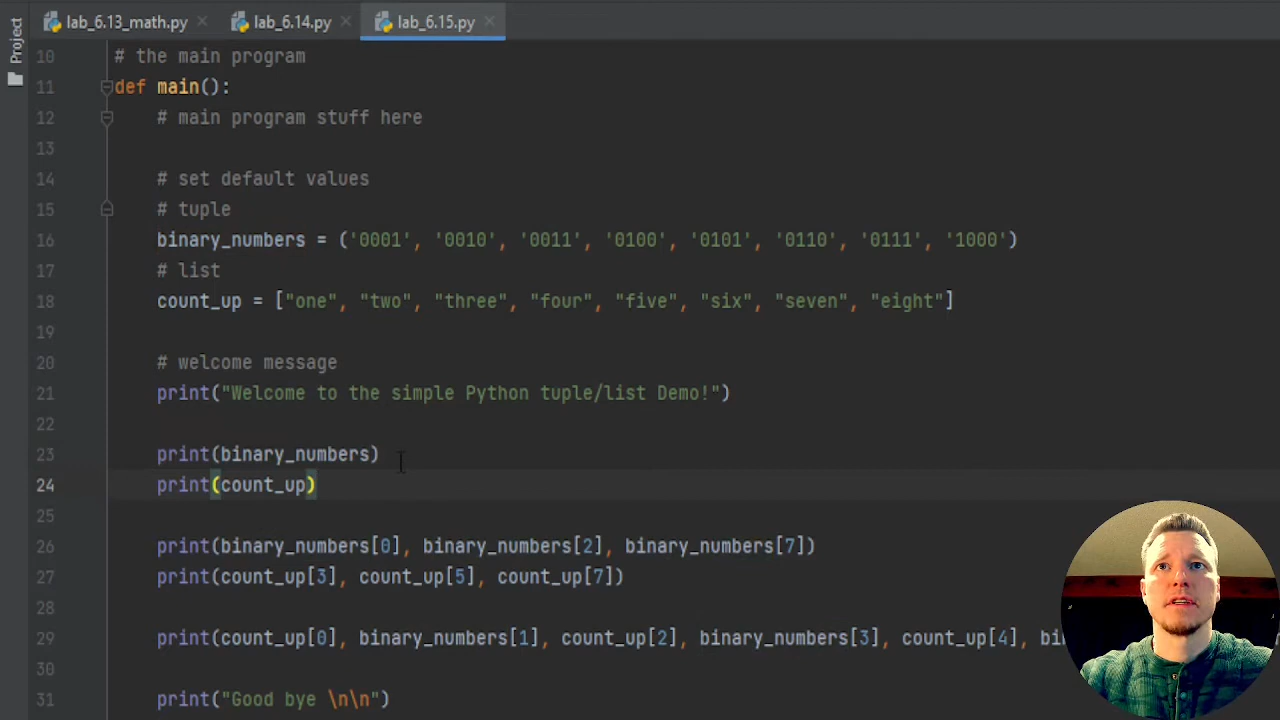 Project
lab_6.13_math.py
lab_6.14.py
lab_6.15.py
10 # the main program
11 def main():
12 # main program stuff here
13
14 # set default values
15 # tuple
16 binary_numbers = ('0001', '0010', '0011', '0100', '0101', '0110', '0111', '1000')
17 # list
18 count_up = ["one", "two", "three", "four", "five", "six", "seven", "eight"]
19
20 # welcome message
21 print("Welcome to the simple Python tuple/list Demo!")
22
23 print(binary_numbers)
24 print(count_up)
25
26 print(binary_numbers[0], binary_numbers[2], binary_numbers[7])
27 print(count_up[3], count_up[5], count_up[7])
28
29 print(count_up[0], binary_numbers[1], count_up[2], binary_numbers[3], count_up[4],
30
31 print("Good bye \n\n")